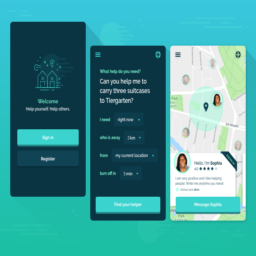 Welcome
Help yourself, help others.
Sign in
Register
What help do you need?
Can you help me to
carry three suitcases
to Tiergarten?
I need
right now
who is away
1 km
from
my current location
turn off in
5 min
Find your helper
Hello, I'm Sophia
Message Sophia